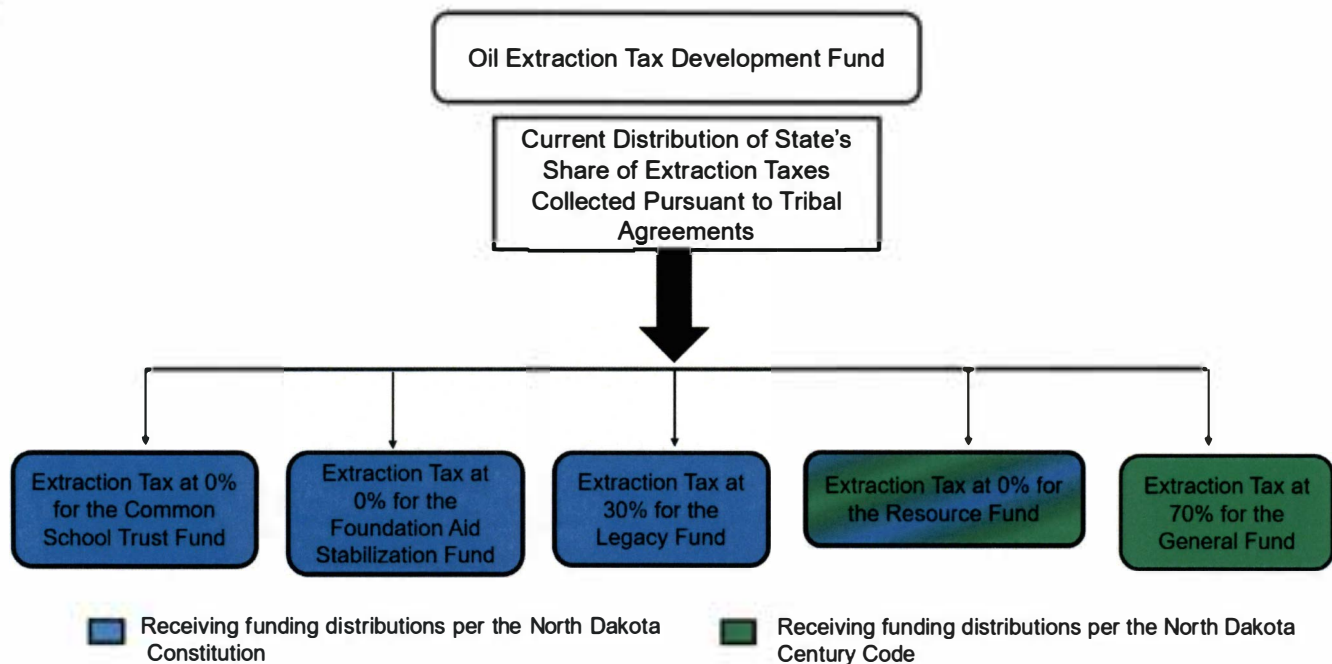 Oil Extraction Tax Development Fund
Current Distribution of State's
Share of Extraction Taxes
Collected Pursuant to Tribal
Agreements
Extraction Tax at 0%
for the Common
School Trust Fund
Extraction Tax at
0% for the
Foundation Aid
Stabilization Fund
Extraction Tax at
30% for the
Legacy Fund
Extraction Tax at 0% for
the Resource Fund
Extraction Tax at
70% for the
General Fund
Receiving funding distributions per the North Dakota
Constitution
Receiving funding distributions per the North Dakota
Century Code